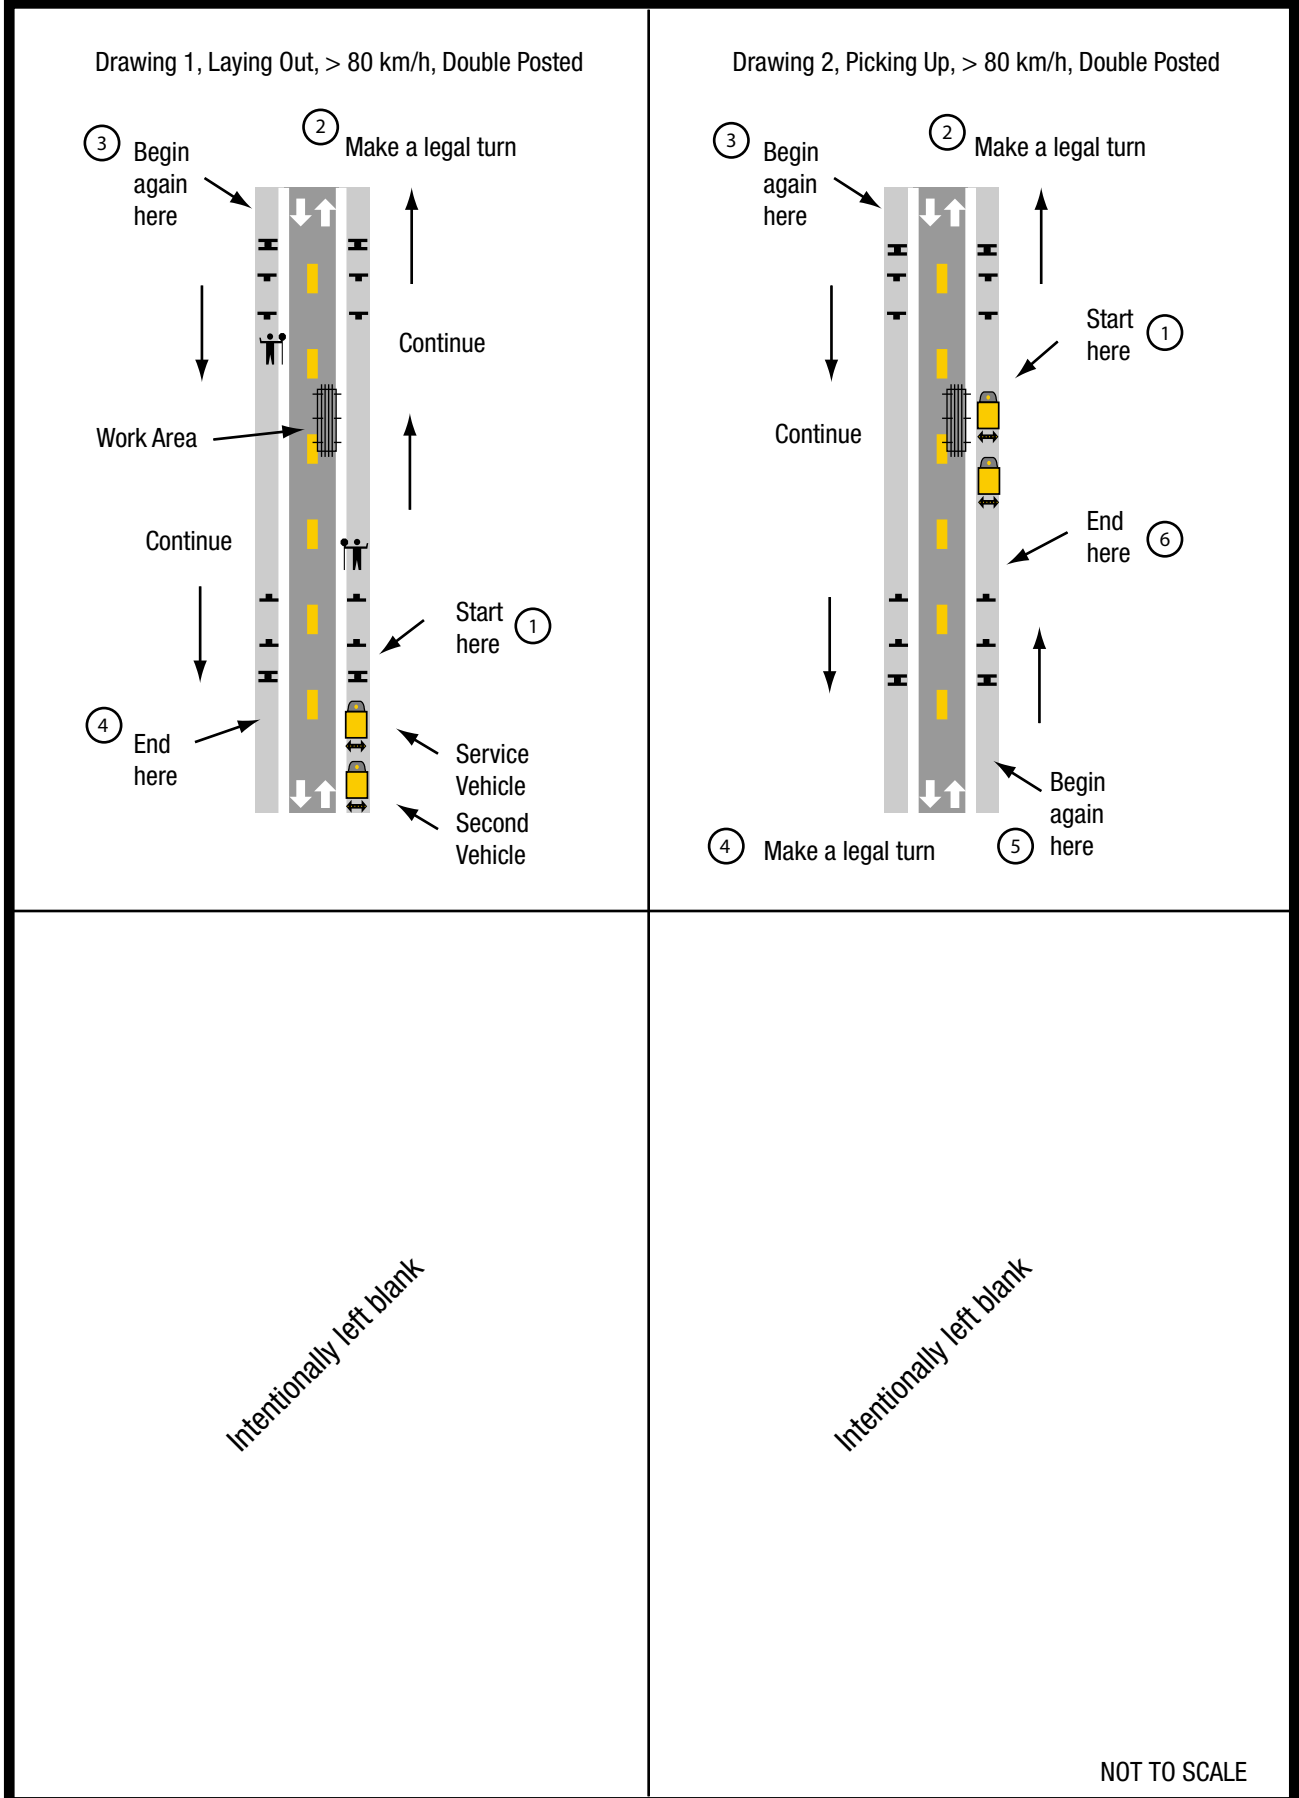 Drawing 1, Laying Out, > 80 km/h, Double Posted
3
Begin
again
here
2
Make a legal turn
Continue
Work Area
Continue
Start
here
1
4
End
here
Service
Vehicle
Second
Vehicle
Drawing 2, Picking Up, > 80 km/h, Double Posted
3
Begin
again
here
2
Make a legal turn
Start
here
1
Continue
End
here
6
Begin
again
here
5
4
Make a legal turn
Intentionally left blank
Intentionally left blank
NOT TO SCALE